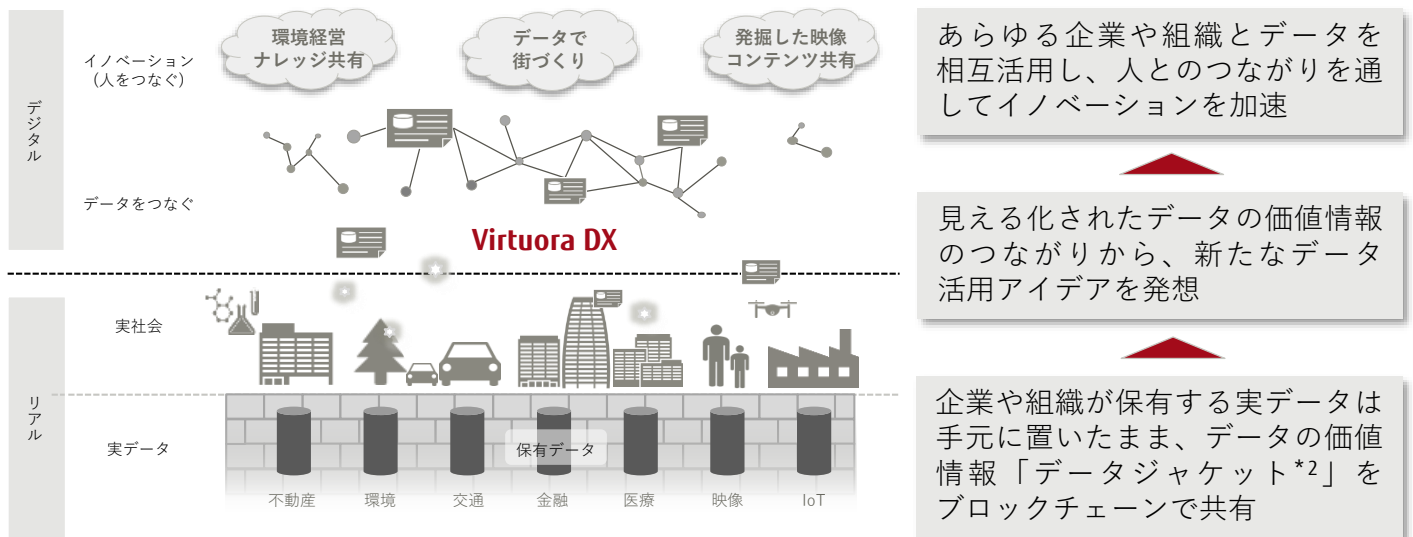 デジタル
イノベーション
(人をつなぐ)
環境経営
ナレッジ共有
データで
街づくり
発掘した映像
コンテンツ共有
データをつなぐ
Virtuora DX
リアル
実社会
実データ
保有データ
不動産
環境
交通
金融
医療
映像
IoT
あらゆる企業や組織とデータを
相互活用し、人とのつながりを通
してイノベーションを加速
見える化されたデータの価値情報
のつながりから、新たなデータ
活用アイデアを発想
企業や組織が保有する実データは
手元に置いたまま、データの価値
情報「データジャケット*2」を
ブロックチェーンで共有